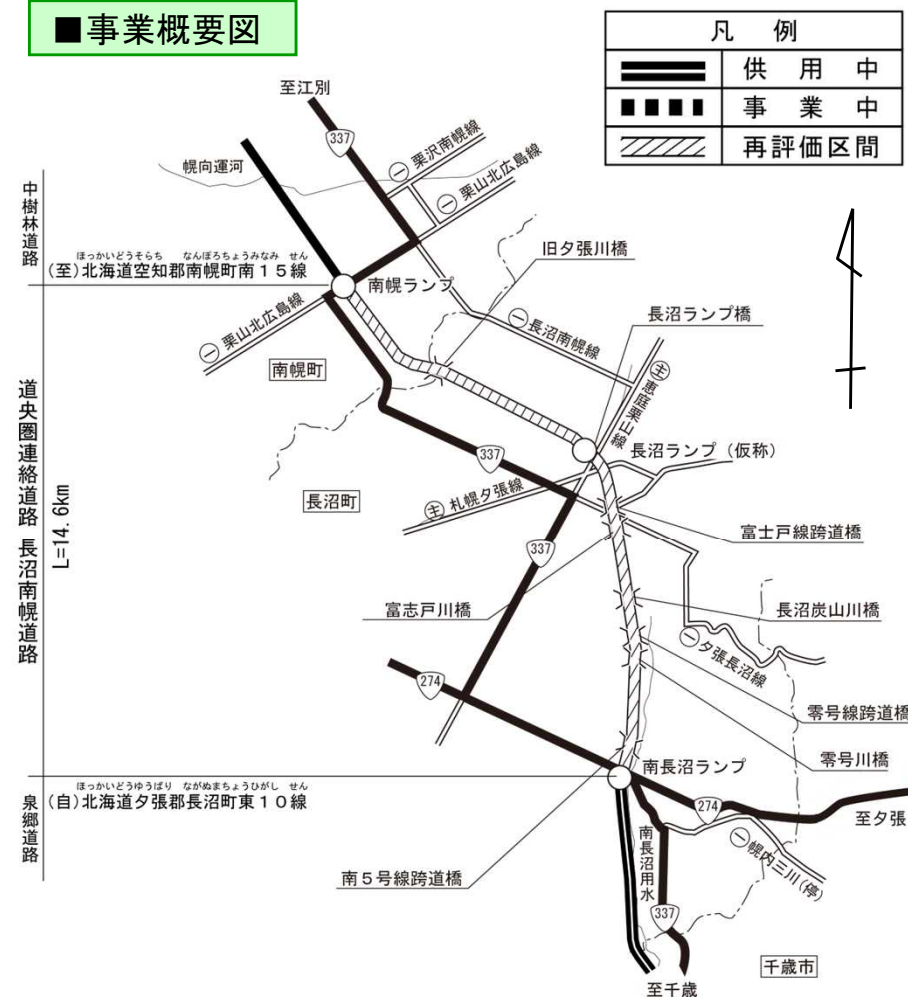 ■事業概要図
凡例
供用中
事業中
再評価区間
至江別
337
㊀栗沢南幌線
㊀栗山北広島線
幌向運河
中樹林道路
ほっかいどうそらち なんぽろちょうみなみ せん
(至)北海道空知郡南幌町南15線
南幌ランプ
旧夕張川橋
長沼ランプ橋
㊀栗山北広島線
㊀長沼南幌線
㊟恵庭栗山線
南幌町
道央圏連絡道路 長沼南幌道路
L=14.6km
337
長沼ランプ(仮称)
長沼町
主札幌夕張線
富士戸線跨道橋
337
富志戸川橋
長沼炭山川橋
㊀夕張長沼線
274
零号線跨道橋
零号川橋
南長沼ランプ
ほっかいどうゆうばり ながぬまちょうひがし せん
(自)北海道夕張郡長沼町東10線
泉郷道路
274
至夕張
南長沼用水
㊀幌内三川(停)
南5号線跨道橋
337
千歳市
至千歳